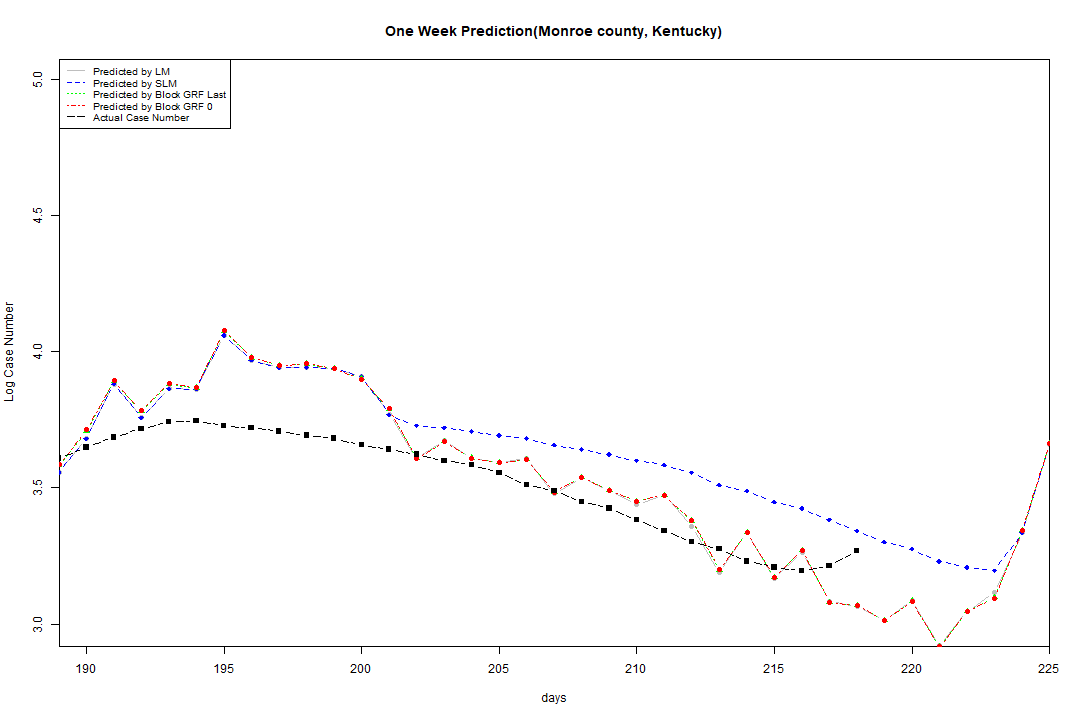 One Week Prediction(Monroe county, Kentucky)
Predicted by LM
Predicted by SLM
Predicted by Block GRF Last
Predicted by Block GRF 0
Actual Case Number
5.0
4.5
4.0
3.5
3.0
Log Case Number
190 195 200 205 210 215 220 225
days